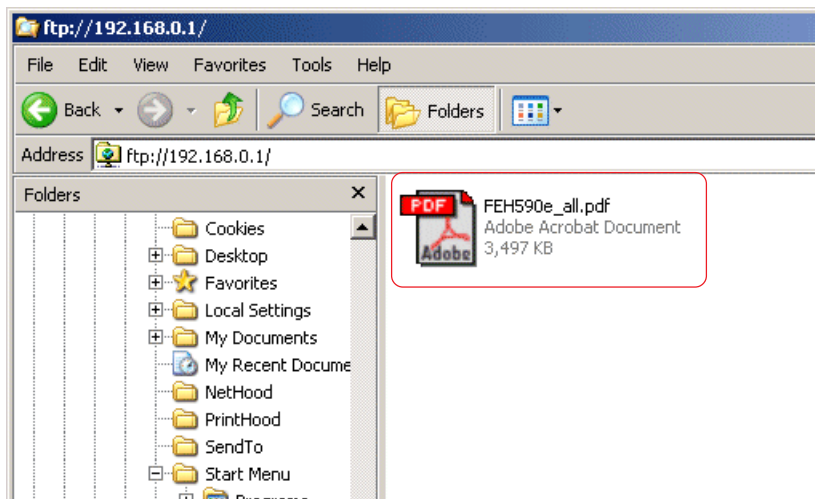 ftp://192.168.0.1/
File Edit View Favorites Tools Help
Back Search Folders
Address ftp://192.168.0.1/
Folders
Cookies
Desktop
Favorites
Local Settings
My Documents
My Recent Docume
NetHood
PrintHood
SendTo
Start Menu
Programs
PDF
Adobe
FEH590e_all.pdf
Adobe Acrobat Document
3,497 KB